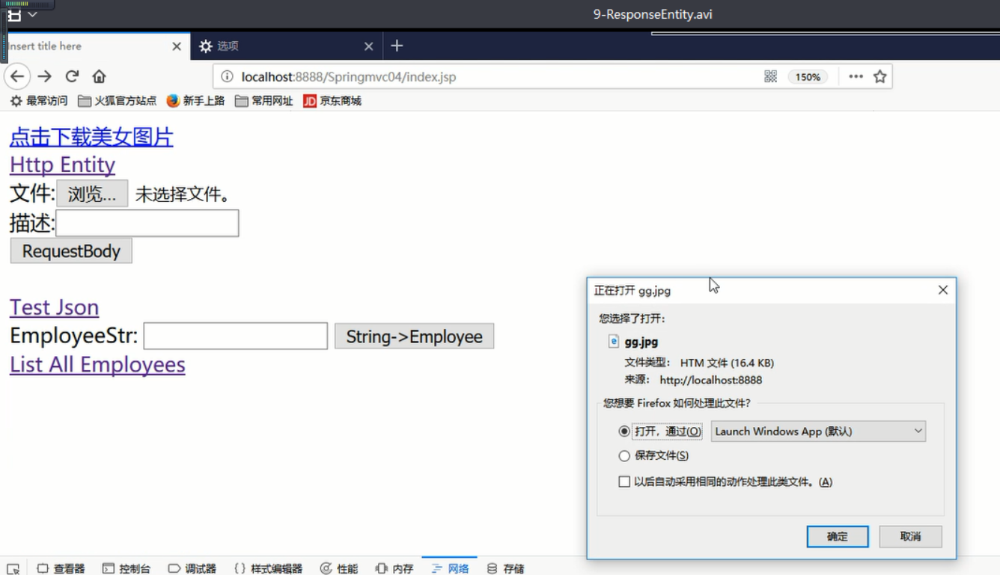 9-ResponseEntity.avi
nsert title here
选项
localhost:8888/Springmvc04/index.jsp
150%
最常访问
火狐官方站点
新手上路
常用网址
JD 京东商城
点击下载美女图片
Http Entity
文件: 浏览... 未选择文件。
描述:
RequestBody
Test Json
EmployeeStr: String->Employee
List All Employees
正在打开 gg.jpg
您选择了打开:
gg.jpg
文件类型: HTM 文件 (16.4 KB)
来源: http://localhost:8888
您想要 Firefox 如何处理此文件?
打开，通过(O) Launch Windows App (默认)
保存文件(S)
以后自动采用相同的动作处理此类文件。(A)
确定 取消
查看器 控制台 调试器 {} 样式编辑器 性能 内存 网络 存储